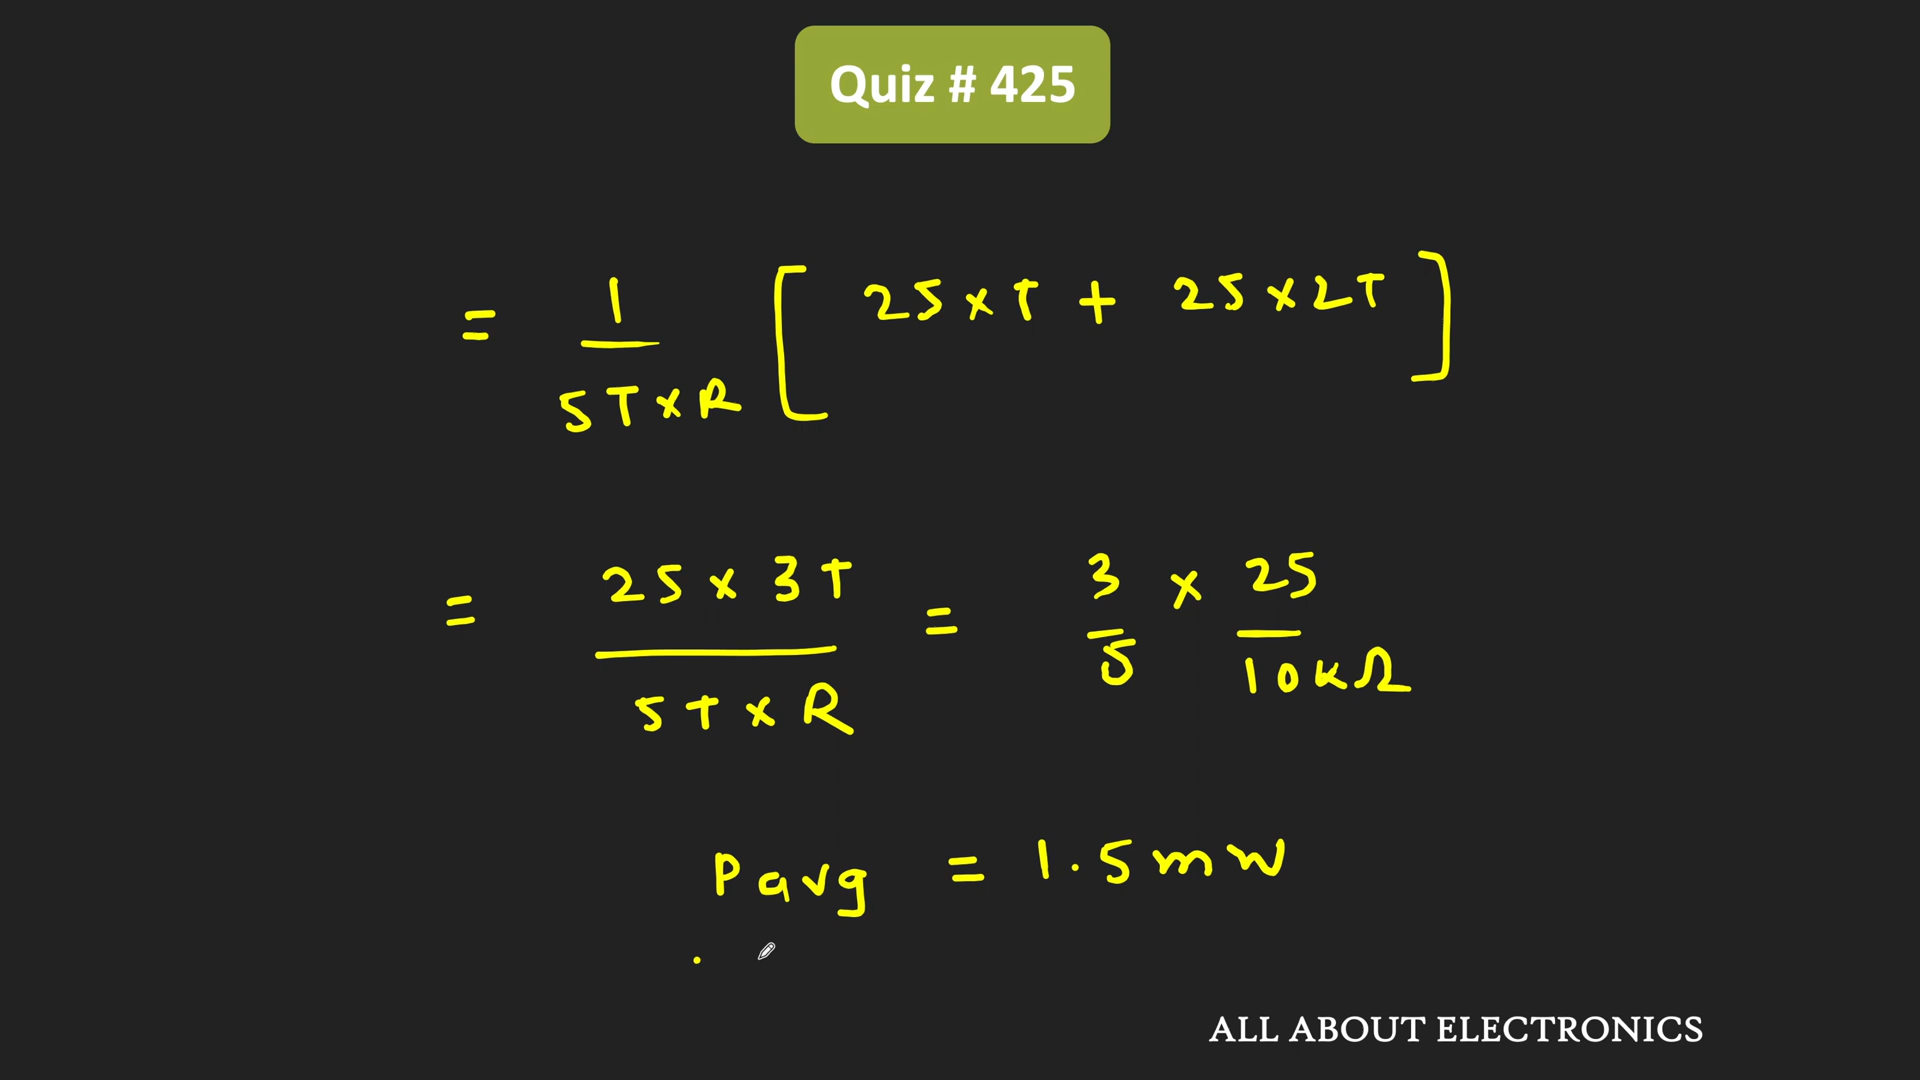 Quiz # 425
= 1 / 5T × R [ 25 × T + 25 × 2T ]
= 25 × 3T / 5T × R = 3 / 5 × 25 / 10kΩ
Pavg = 1.5mW
ALL ABOUT ELECTRONICS